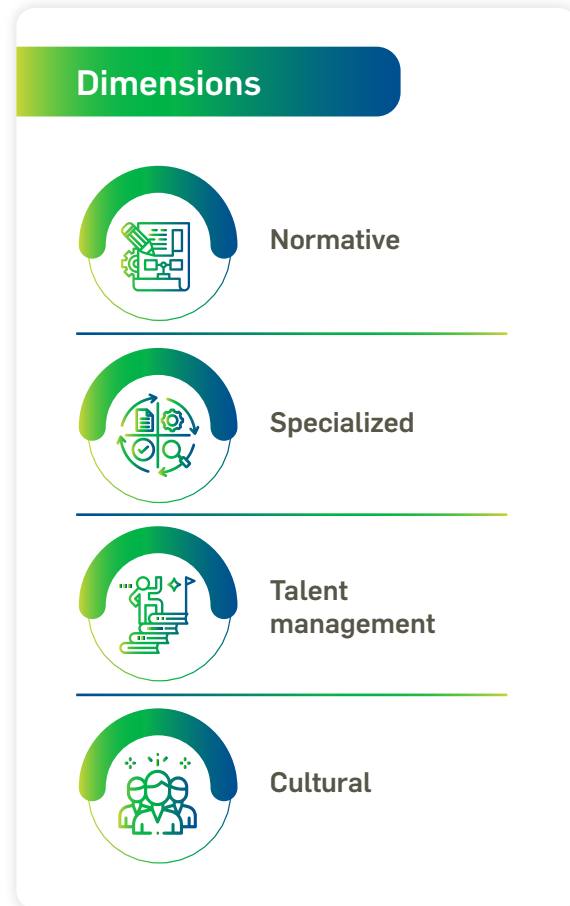 Dimensions
Normative
Specialized
Talent
management
Cultural